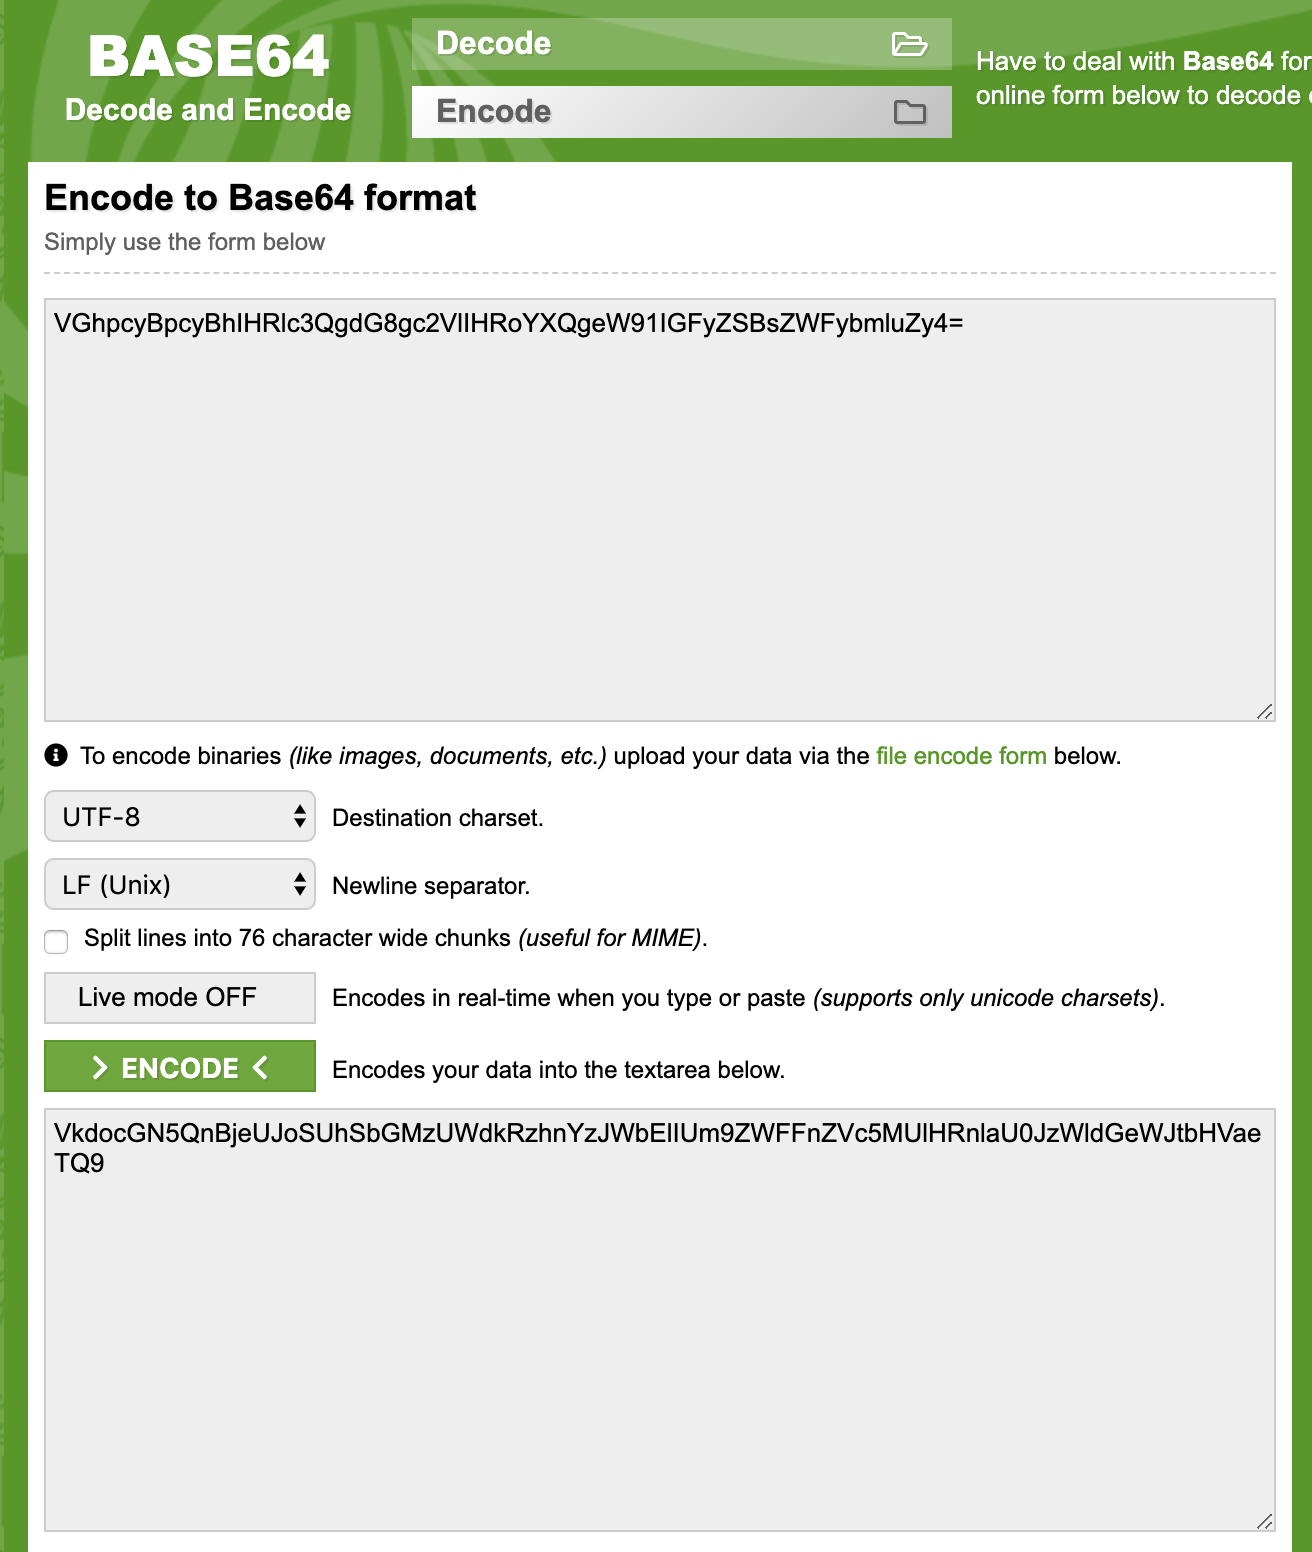 BASE64
Decode and Encode
Decode
Encode
Have to deal with Base64 for
online form below to decode
Encode to Base64 format
Simply use the form below
VGhpcyBpcyBhIHRlc3QgdG8gc2VlIHRoYXQgeW91IGFyZSBsZWFybmluZy4=
To encode binaries (like images, documents, etc.) upload your data via the file encode form below.
UTF-8 Destination charset.
LF (Unix) Newline separator.
Split lines into 76 character wide chunks (useful for MIME).
Live mode OFF Encodes in real-time when you type or paste (supports only unicode charsets).
> ENCODE < Encodes your data into the textarea below.
VkdocGN5QnBjeUJoSUhSbGMzUWdkRzhnYzJWbElIUm9ZWFFnZVc5MUlHRnlaU0JzWldGeWJtbHVae
TQ9